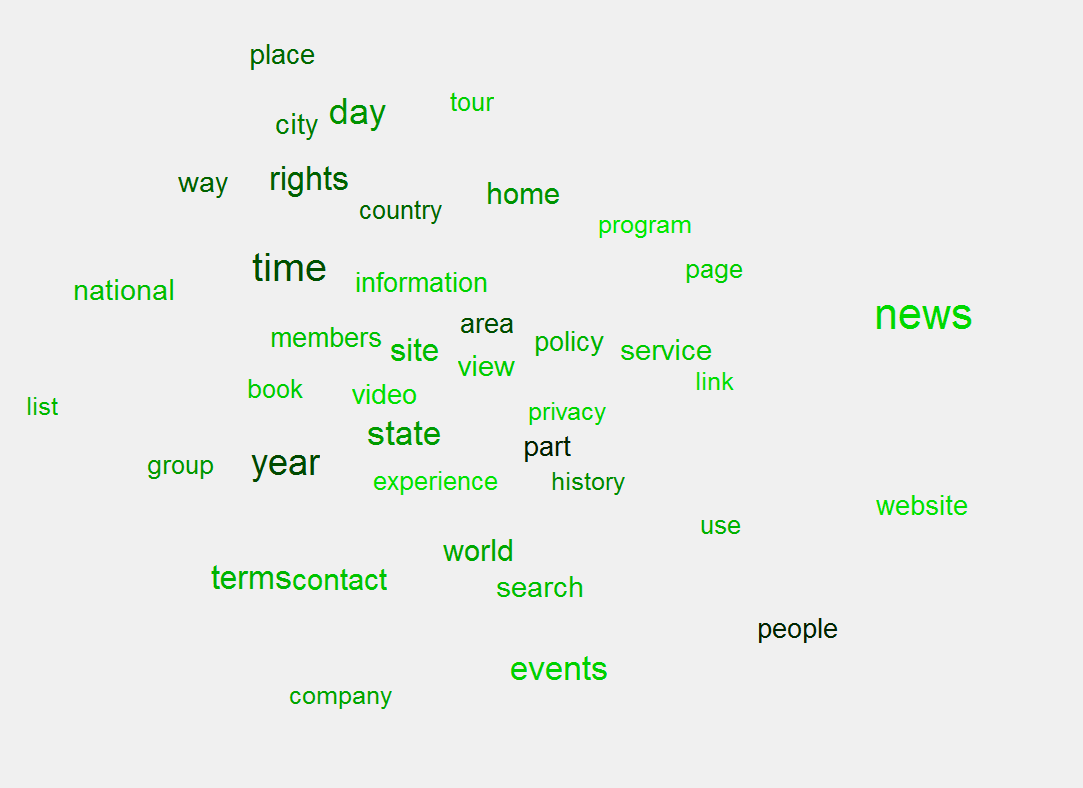 place
tour
city day
way rights
home
country
program
time
page
national information
news
area
members site policy service
view
link
book video
list
privacy
state
part
group year
experience history
website
use
world
terms contact
search
people
events
company